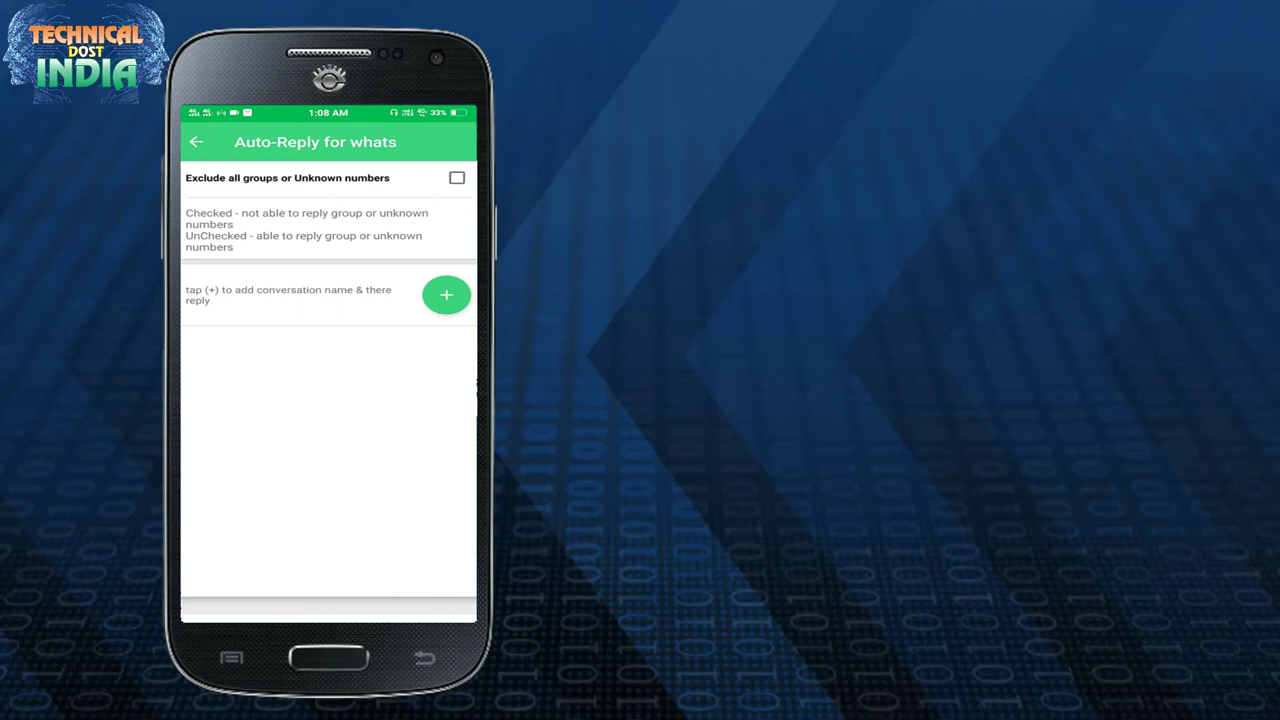 TECHNICAL
DOST
INDIA
1:08 AM
33%
Auto-Reply for whats
Exclude all groups or Unknown numbers
Checked - not able to reply group or unknown
numbers
UnChecked - able to reply group or unknown
numbers
tap (+) to add conversation name & there
reply